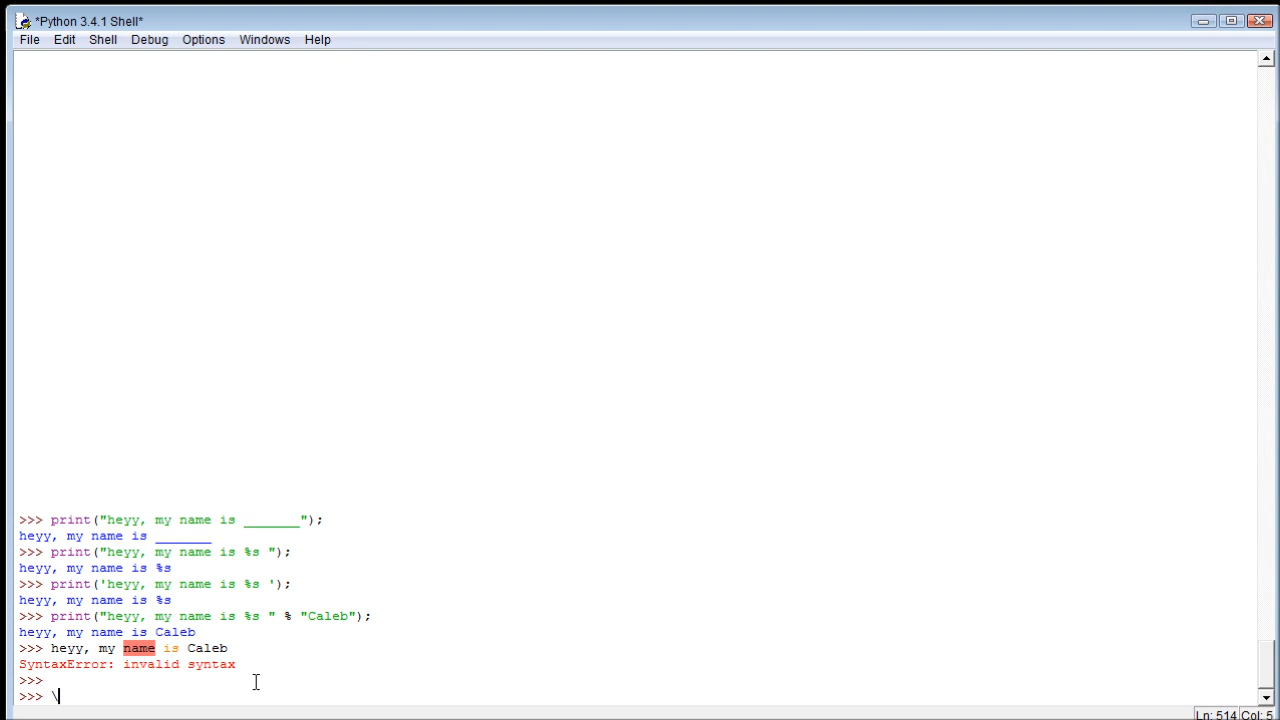 *Python 3.4.1 Shell*
File Edit Shell Debug Options Windows Help
>>> print("heyy, my name is _______");
heyy, my name is _______
>>> print("heyy, my name is %s ");
heyy, my name is %s
>>> print('heyy, my name is %s ');
heyy, my name is %s
>>> print("heyy, my name is %s " % "Caleb");
heyy, my name is Caleb
>>> heyy, my name is Caleb
SyntaxError: invalid syntax
>>>
>>> \
Ln: 514 Col: 5